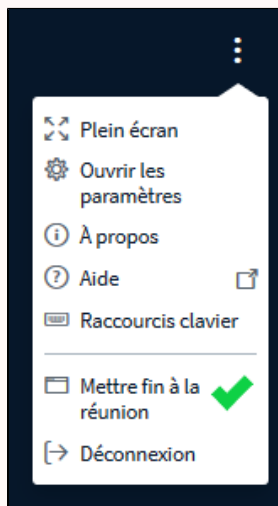 Plein écran
Ouvrir les
paramètres
À propos
Aide
Raccourcis clavier
Mettre fin à la
réunion
Déconnexion